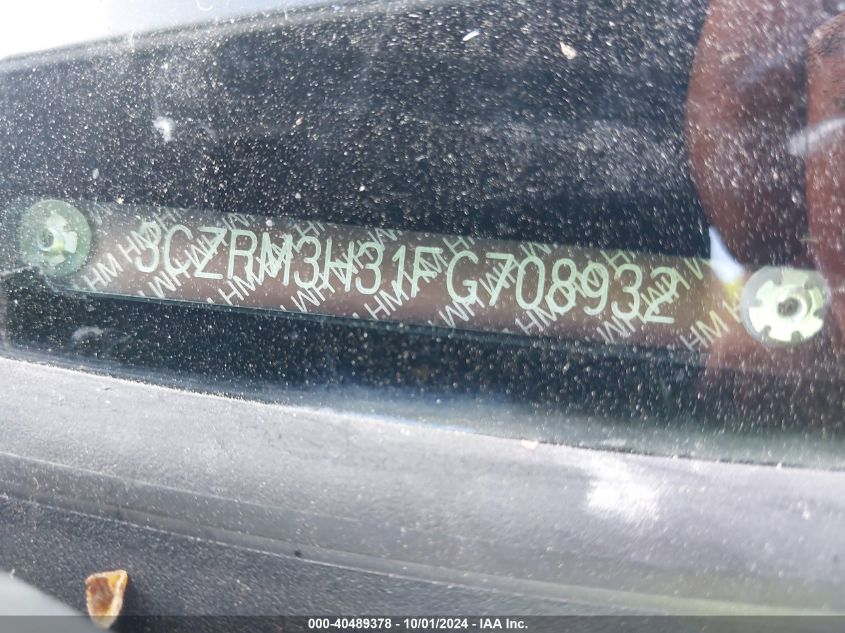 3CZRM3H31FG708932
000-40489378 - 10/01/2024 - IAA Inc.